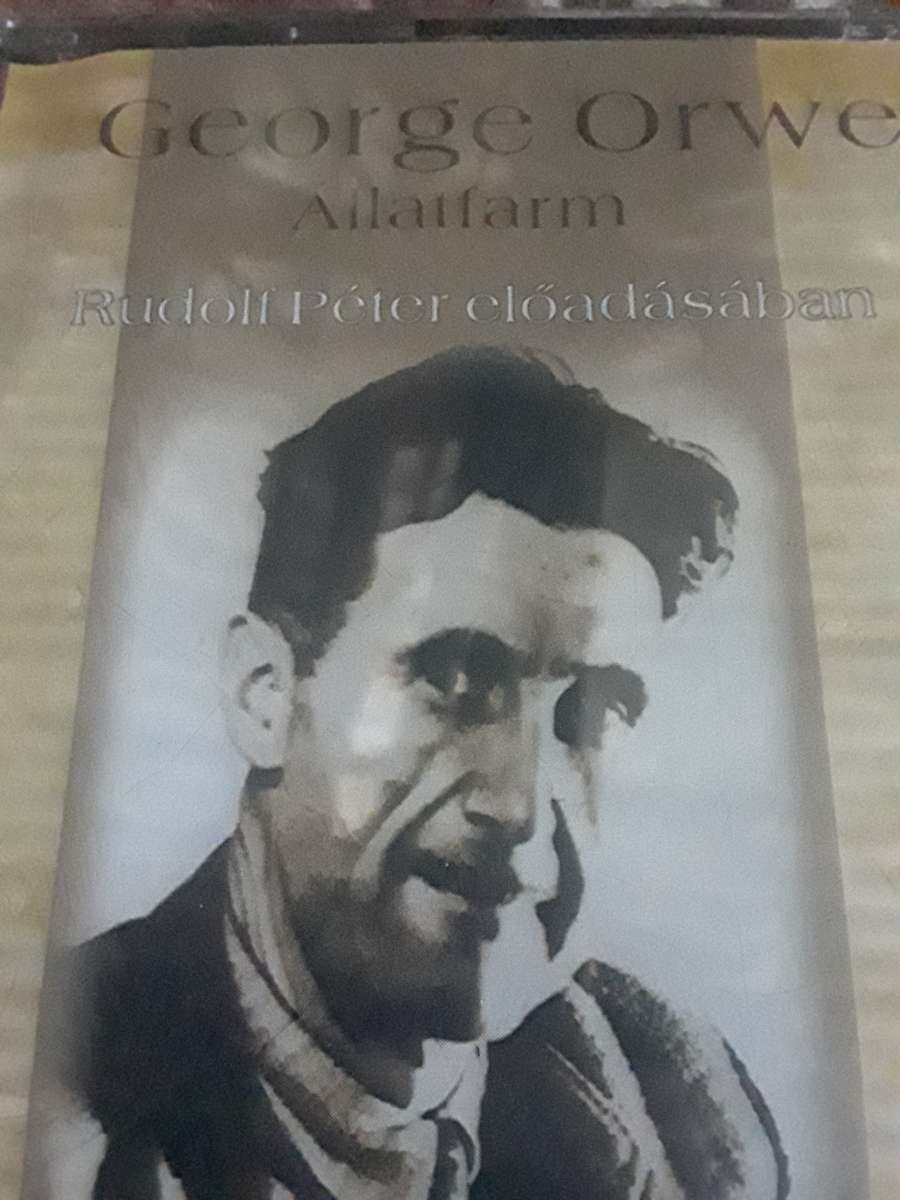 George Orwe
Állatfarm
Rudolf Péter előadásában